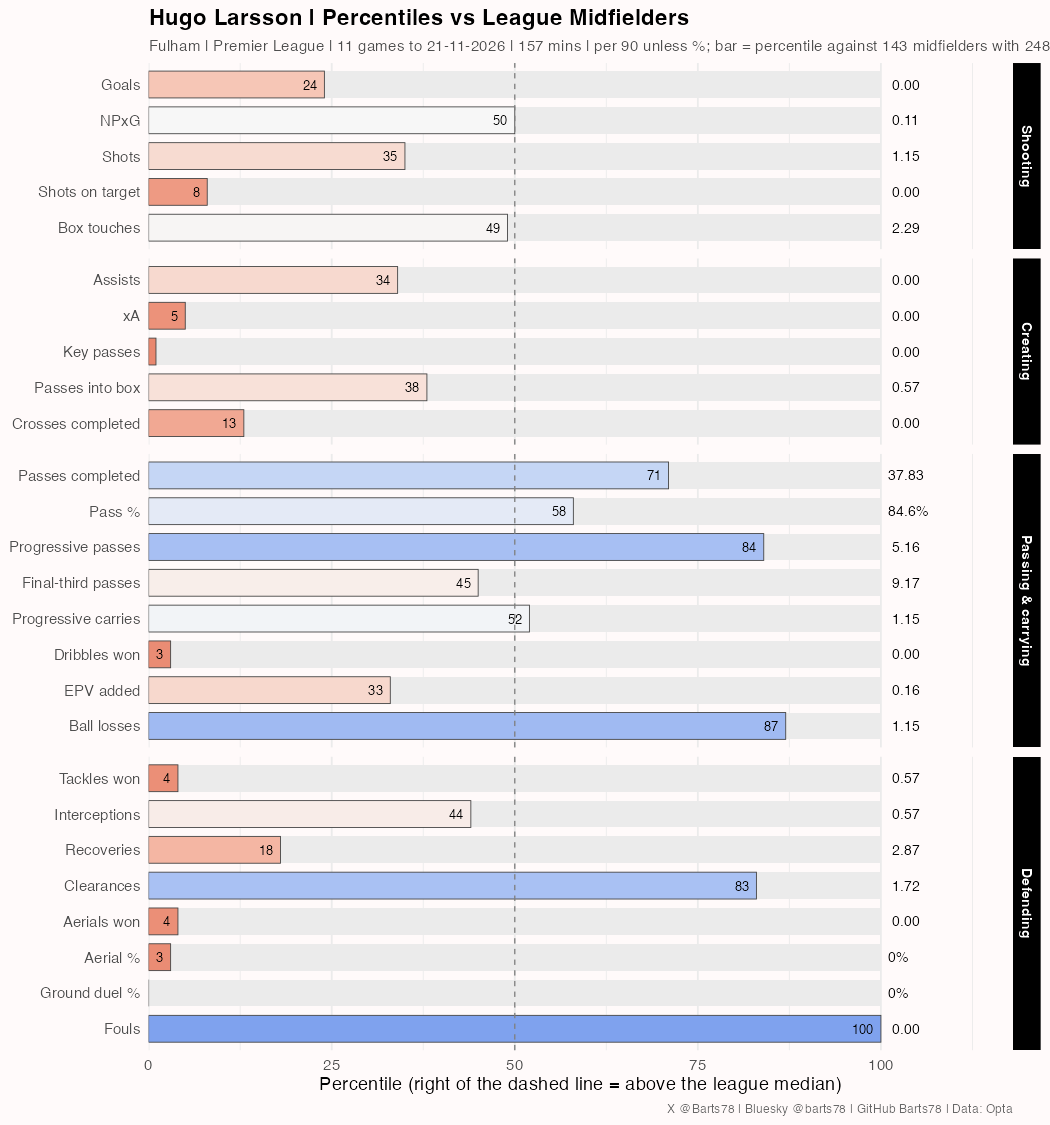 Hugo Larsson | Percentiles vs League Midfielders
Fulham | Premier League | 11 games to 21-11-2026 | 157 mins | per 90 unless %; bar = percentile against 143 midfielders with 248
Goals 24 0.00
NPxG 50 0.11
Shots 35 1.15
Shots on target 8 0.00
Box touches 49 2.29
Shooting
Assists 34 0.00
xA 5 0.00
Key passes 0.00
Passes into box 38 0.57
Crosses completed 13 0.00
Creating
Passes completed 71 37.83
Pass % 58 84.6%
Progressive passes 84 5.16
Final-third passes 45 9.17
Progressive carries 52 1.15
Dribbles won 3 0.00
EPV added 33 0.16
Ball losses 87 1.15
Passing & carrying
Tackles won 4 0.57
Interceptions 44 0.57
Recoveries 18 2.87
Clearances 83 1.72
Aerials won 4 0.00
Aerial % 3 0%
Ground duel % 0%
Fouls 100 0.00
Defending
0 25 50 75 100
Percentile (right of the dashed line = above the league median)
X @Barts78 | Bluesky @barts78 | GitHub Barts78 | Data: Opta